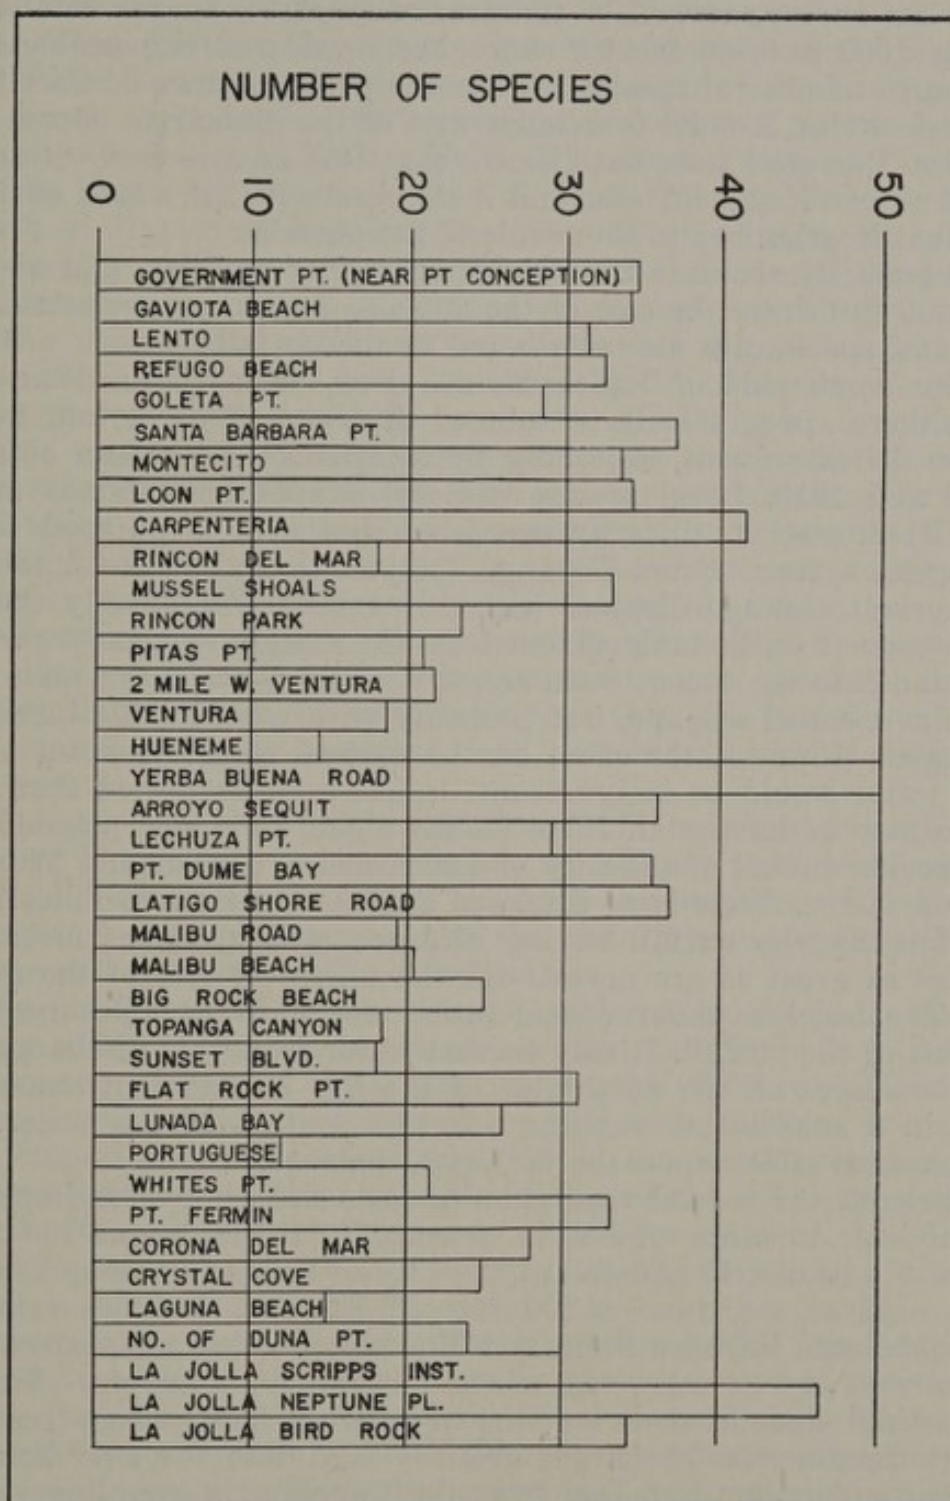 NUMBER OF SPECIES
0 10 20 30 40 50
GOVERNMENT PT. (NEAR PT CONCEPTION)
GAVIOTA BEACH
LENTO
REFUGO BEACH
GOLETA PT.
SANTA BARBARA PT.
MONTECITO
LOON PT.
CARPENTERIA
RINCON DEL MAR
MUSSEL SHOALS
RINCON PARK
PITAS PT.
2 MILE W. VENTURA
VENTURA
HUENEME
YERBA BUENA ROAD
ARROYO SEQUIT
LECHUZA PT.
PT. DUME BAY
LATIGO SHORE ROAD
MALIBU ROAD
MALIBU BEACH
BIG ROCK BEACH
TOPANGA CANYON
SUNSET BLVD.
FLAT ROCK PT.
LUNADA BAY
PORTUGUESE
WHITES PT.
PT. FERMIN
CORONA DEL MAR
CRYSTAL COVE
LAGUNA BEACH
NO. OF DUNA PT.
LA JOLLA SCRIPPS INST.
LA JOLLA NEPTUNE PL.
LA JOLLA BIRD ROCK